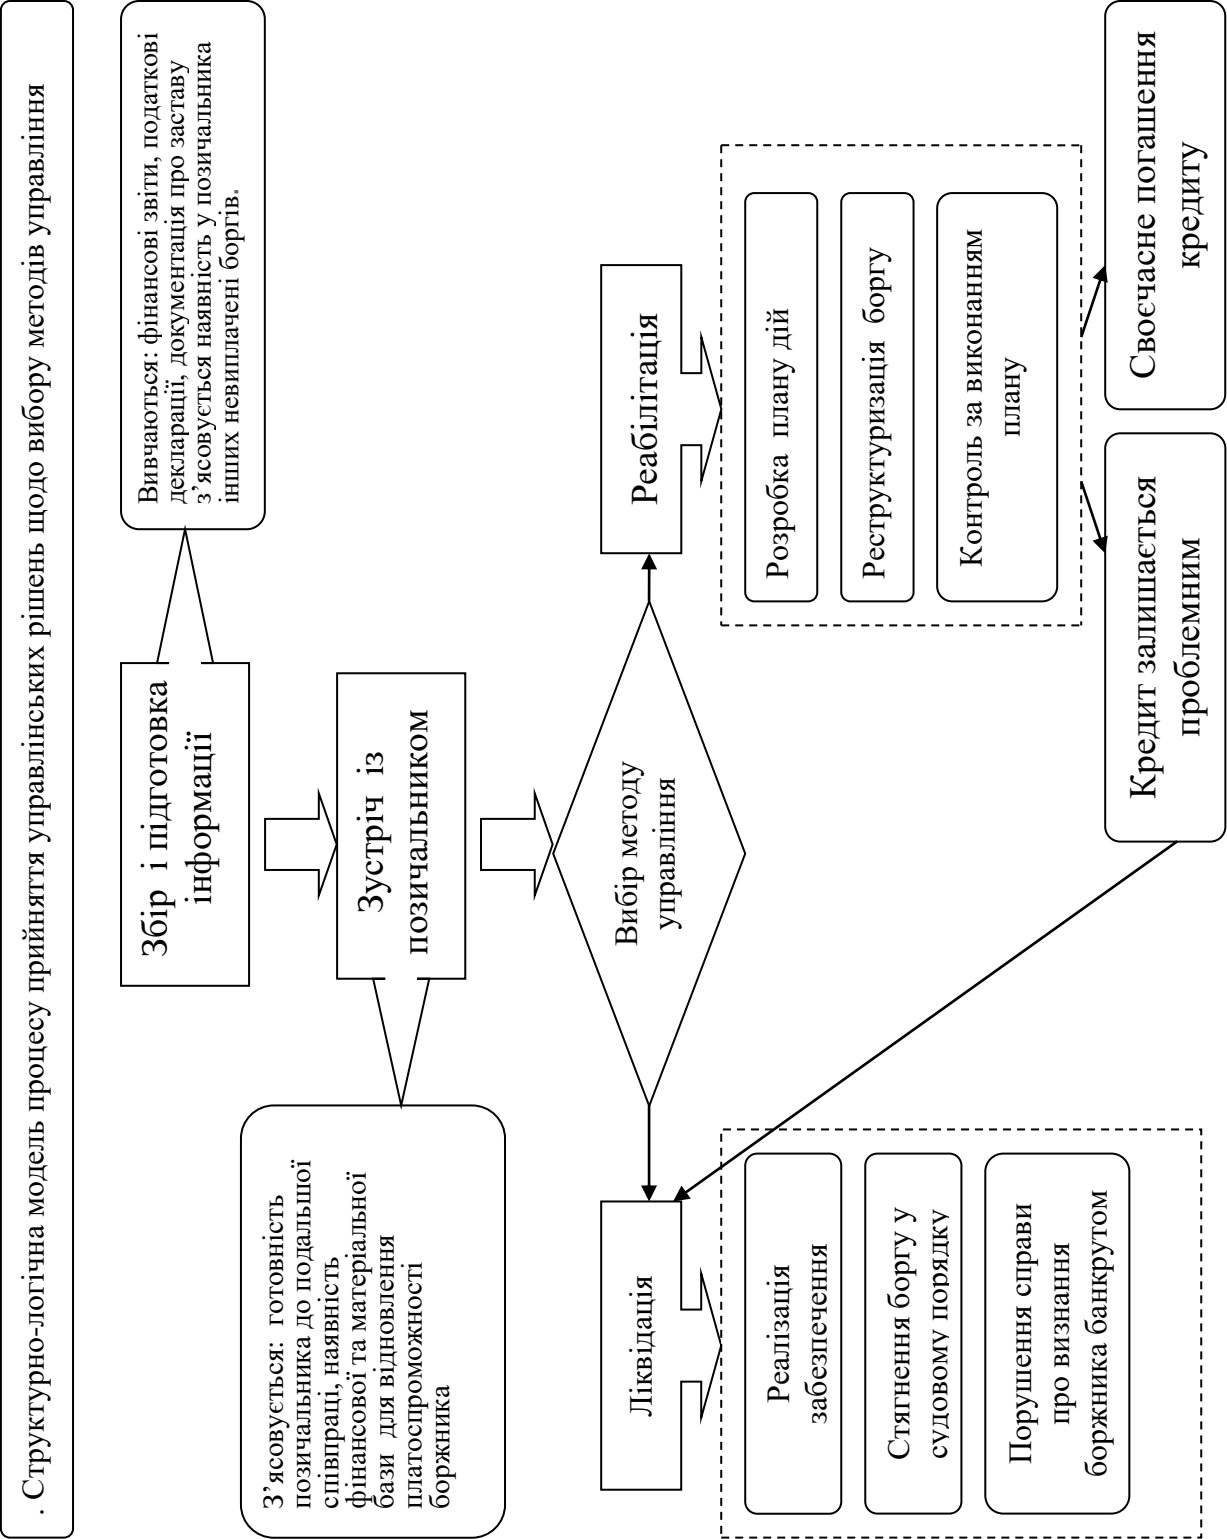 . Структурно-логічна модель процесу прийняття управлінських рішень щодо вибору методів управління
Збір і підготовка
інформації
Вивчаються: фінансові звіти, податкові
декларації, документація про заставу
з’ясовується наявність у позичальника
інших невиплачені боргів.
З’ясовується: готовність
позичальника до подальшої
співпраці, наявність
фінансової та матеріальної
бази для відновлення
платоспроможності
боржника
Зустріч із
позичальником
Вибір методу
управління
Ліквідація
Реабілітація
Реалізація
забезпечення
Стягнення боргу у
судовому порядку
Порушення справи
про визнання
боржника банкрутом
Розробка плану дій
Реструктуризація боргу
Контроль за виконанням
плану
Кредит залишається
проблемним
Своєчасне погашення
кредиту